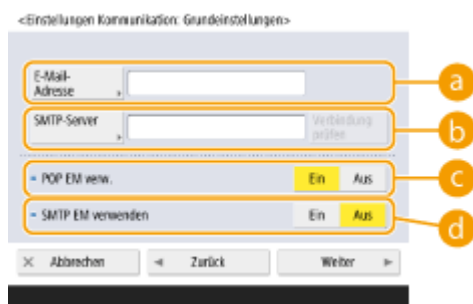 <Einstellungen Kommunikation: Grundeinstellungen>
E-Mail-
Adresse
a
SMTP-Server
Verbindung
prüfen
b
POP EM verw.
Ein
Aus
c
SMTP EM verwenden
Ein
Aus
d
Abbrechen
Zurück
Weiter